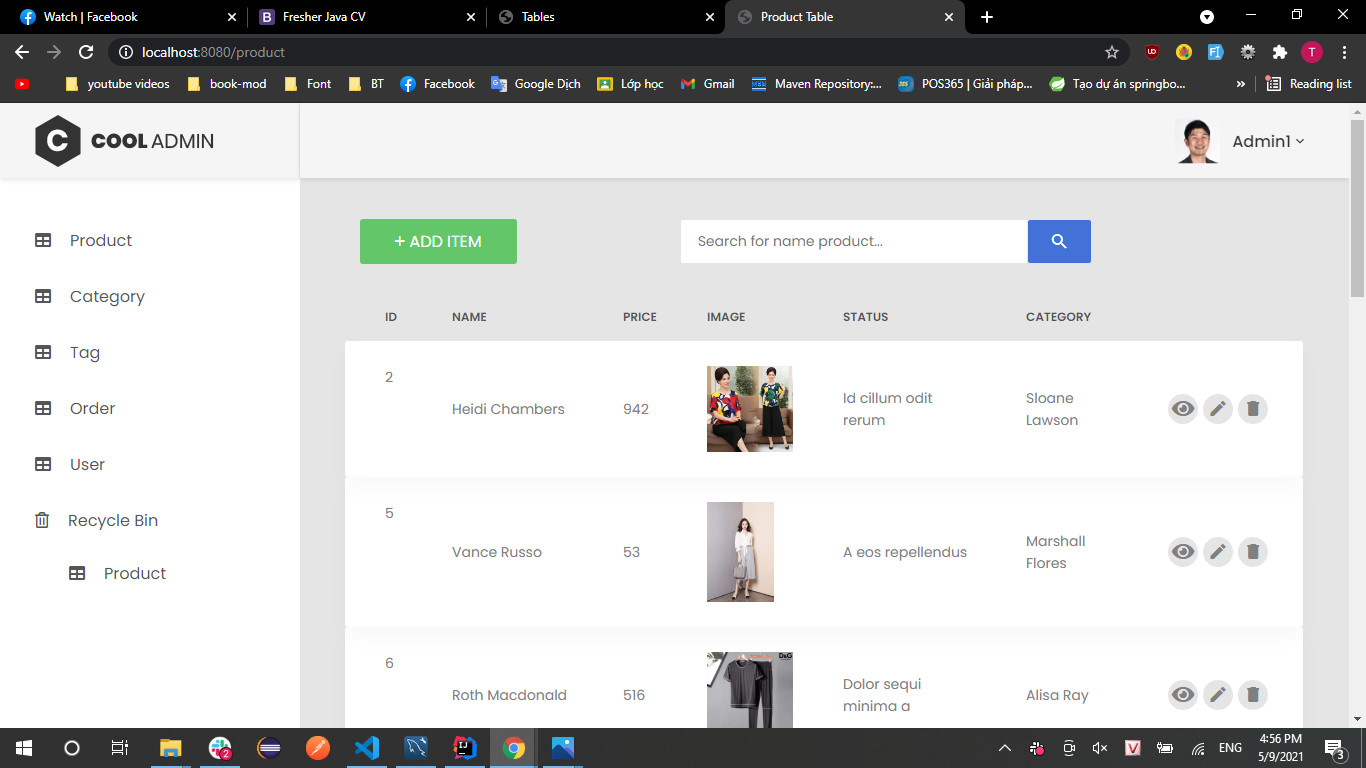 Watch | Facebook
Fresher Java CV
Tables
Product Table
localhost:8080/product
T
youtube videos
book-mod
Font
BT
Facebook
Google Dịch
Lớp học
Gmail
Maven Repository:...
POS365 | Giải pháp...
Tạo dự án springbo...
»
Reading list
C COOL ADMIN
Admin1
Product
Category
Tag
Order
User
Recycle Bin
Product
+ ADD ITEM
Search for name product...
ID NAME PRICE IMAGE STATUS CATEGORY
2
Heidi Chambers
942
Id cillum odit
rerum
Sloane
Lawson
5
Vance Russo
53
A eos repellendus
Marshall
Flores
6
Roth Macdonald
516
D&G
Dolor sequi
minima a
Alisa Ray
2
IJ
V
ENG
4:56 PM
5/9/2021
3